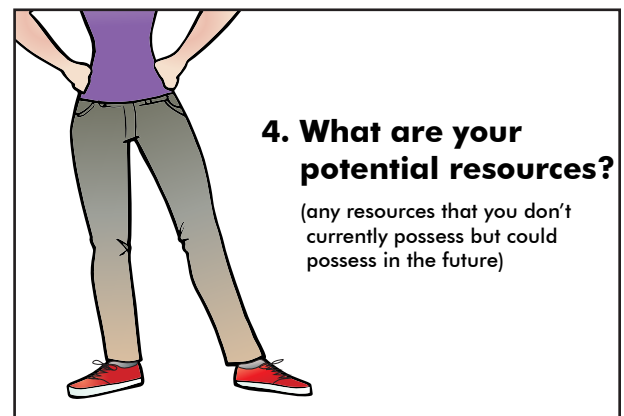 4. What are your
potential resources?
(any resources that you don’t
currently possess but could
possess in the future)